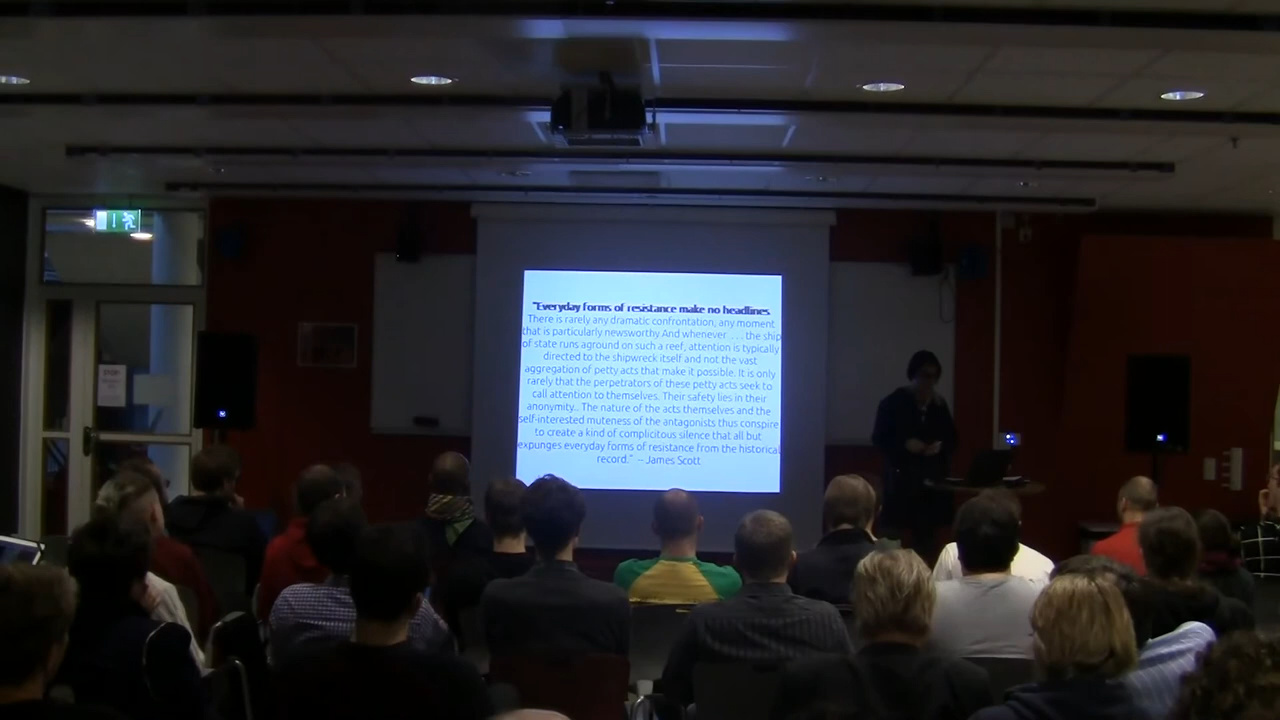 "Everyday forms of resistance make no headlines.
There is rarely any dramatic confrontation, any moment
that is particularly newsworthy And whenever . . . the ship
of state runs aground on such a reef, attention is typically
directed to the shipwreck itself and not the vast
aggregation of petty acts that make it possible. It is only
rarely that the perpetrators of these petty acts seek to
call attention to themselves. Their safety lies in their
anonymity.. The nature of the acts themselves and the
self-interested muteness of the antagonists thus conspire
to create a kind of complicitous silence that all but
expunges everyday forms of resistance from the historical
record." -- James Scott
STOP